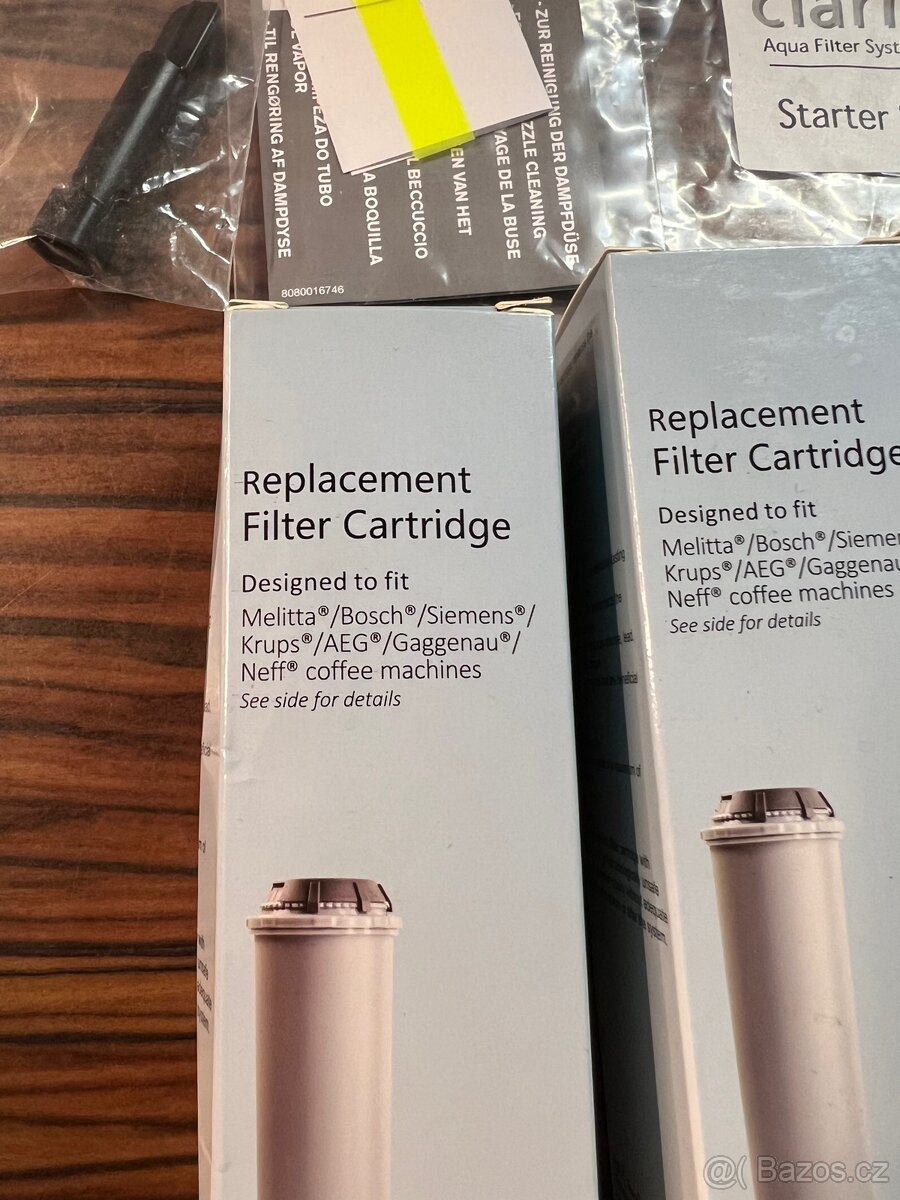 clari
Aqua Filter Syst
Starter
- ZUR REINIGUNG DER DAMPFDÜSE
ZZLE CLEANING
YAGE DE LA BUSE
EN VAN HET
L BECCUCCIO
A BOQUILLA
MPEZA DO TUBO
E VAPOR
-TIL RENGØRING AF DAMPDYSE
8080016746
Replacement
Filter Cartridge
Designed to fit
Melitta®/Bosch®/Siemens®/
Krups®/AEG®/Gaggenau®/
Neff® coffee machines
See side for details
Replacement
Filter Cartridge
Designed to fit
Melitta®/Bosch®/Siemen
Krups®/AEG®/Gaggenau
Neff® coffee machines
See side for details
@( Bazos.cz